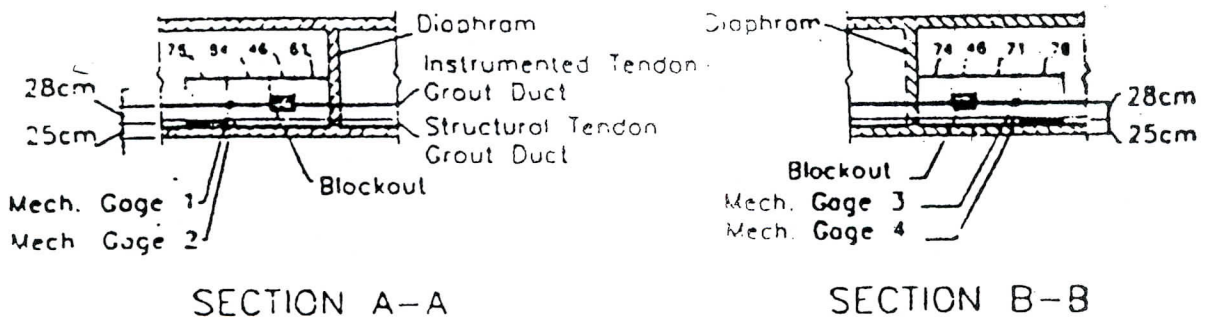 Diaphram
75 94 46 61
Instrumented Tendon
Grout Duct
28cm
25cm
Structural Tendon
Grout Duct
Blockout
Mech. Gage 1
Mech Gage 2
SECTION A-A
Diaphram
74 46 71 78
28cm
25cm
Blockout
Mech. Gage 3
Mech. Gage 4
SECTION B-B